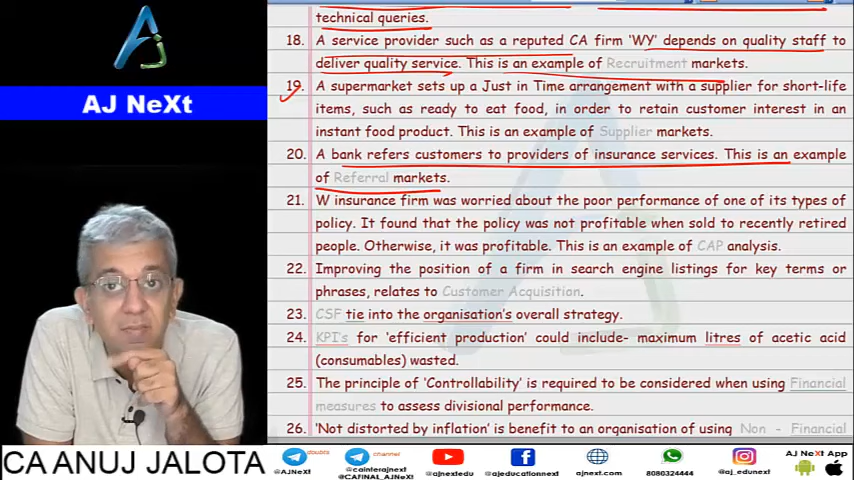 technical queries.
18. A service provider such as a reputed CA firm 'WY' depends on quality staff to
deliver quality service. This is an example of Recruitment markets.
19. A supermarket sets up a Just in Time arrangement with a supplier for short-life
items, such as ready to eat food, in order to retain customer interest in an
instant food product. This is an example of Supplier markets.
20. A bank refers customers to providers of insurance services. This is an example
of Referral markets.
21. W insurance firm was worried about the poor performance of one of its types of
policy. It found that the policy was not profitable when sold to recently retired
people. Otherwise, it was profitable. This is an example of CAP analysis.
22. Improving the position of a firm in search engine listings for key terms or
phrases, relates to Customer Acquisition.
23. CSF tie into the organisation's overall strategy.
24. KPI's for 'efficient production' could include- maximum litres of acetic acid
(consumables) wasted.
25. The principle of 'Controllability' is required to be considered when using Financial
measures to assess divisional performance.
26. 'Not distorted by inflation' is benefit to an organisation of using Non - Financial
AJ NeXt
CA ANUJ JALOTA
doubts
@AJNeXt
channel
@cainterajnext
@CAFINAL_AJNeXt
@ajnextedu
@ajeducationnext
ajnext.com
8080324444
@aj_edunext
AJ NeXt App